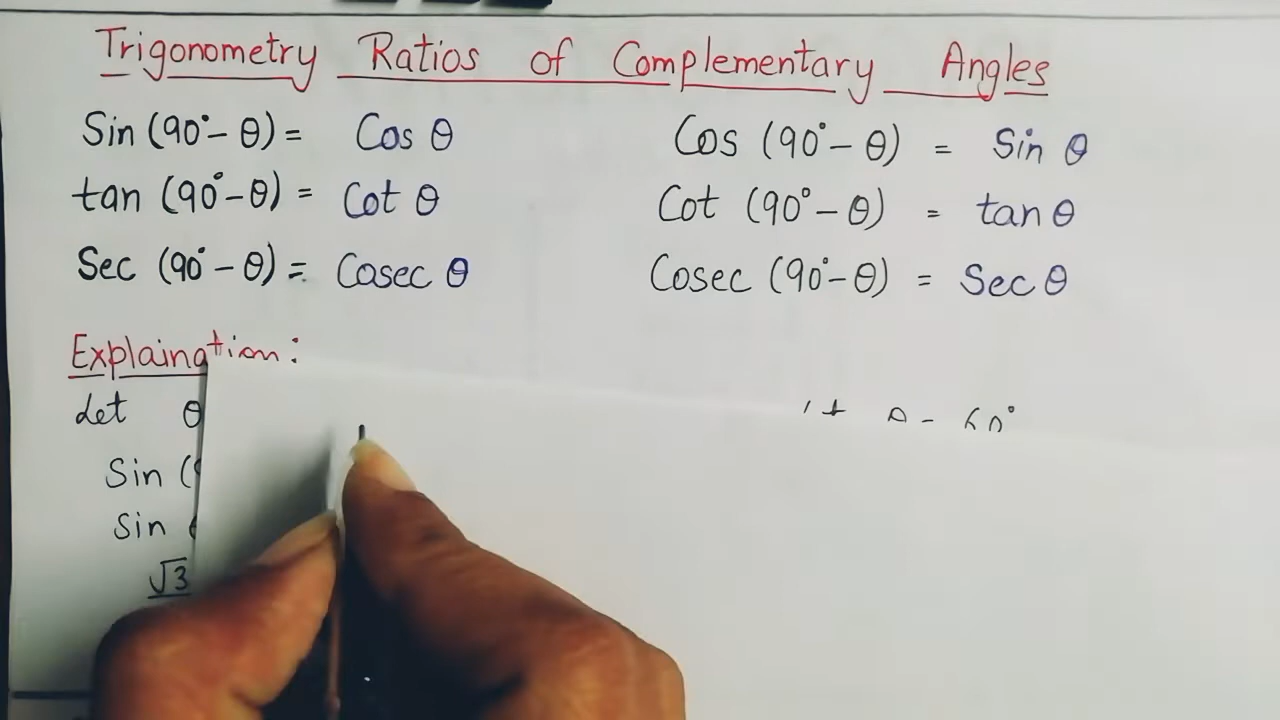 Trigonometry Ratios of Complementary Angles
Sin (90° – θ) = Cos θ
Cos (90° – θ) = Sin θ
tan (90° – θ) = Cot θ
Cot (90° – θ) = tan θ
Sec (90° – θ) = Cosec θ
Cosec (90° – θ) = Sec θ
Explaination:
Let θ
Sin (
Sin
√3